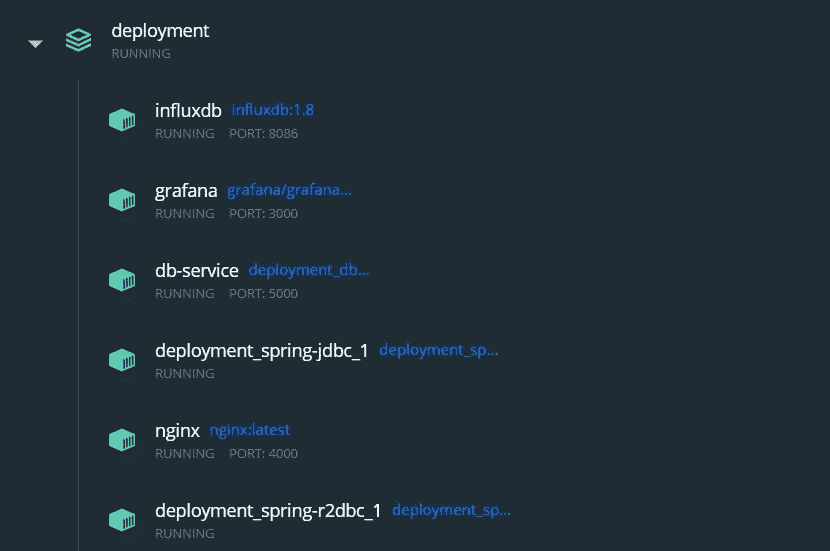 deployment
RUNNING
influxdb influxdb:1.8
RUNNING PORT: 8086
grafana grafana/grafana...
RUNNING PORT: 3000
db-service deployment_db...
RUNNING PORT: 5000
deployment_spring-jdbc_1 deployment_sp...
RUNNING
nginx nginx:latest
RUNNING PORT: 4000
deployment_spring-r2dbc_1 deployment_sp...
RUNNING